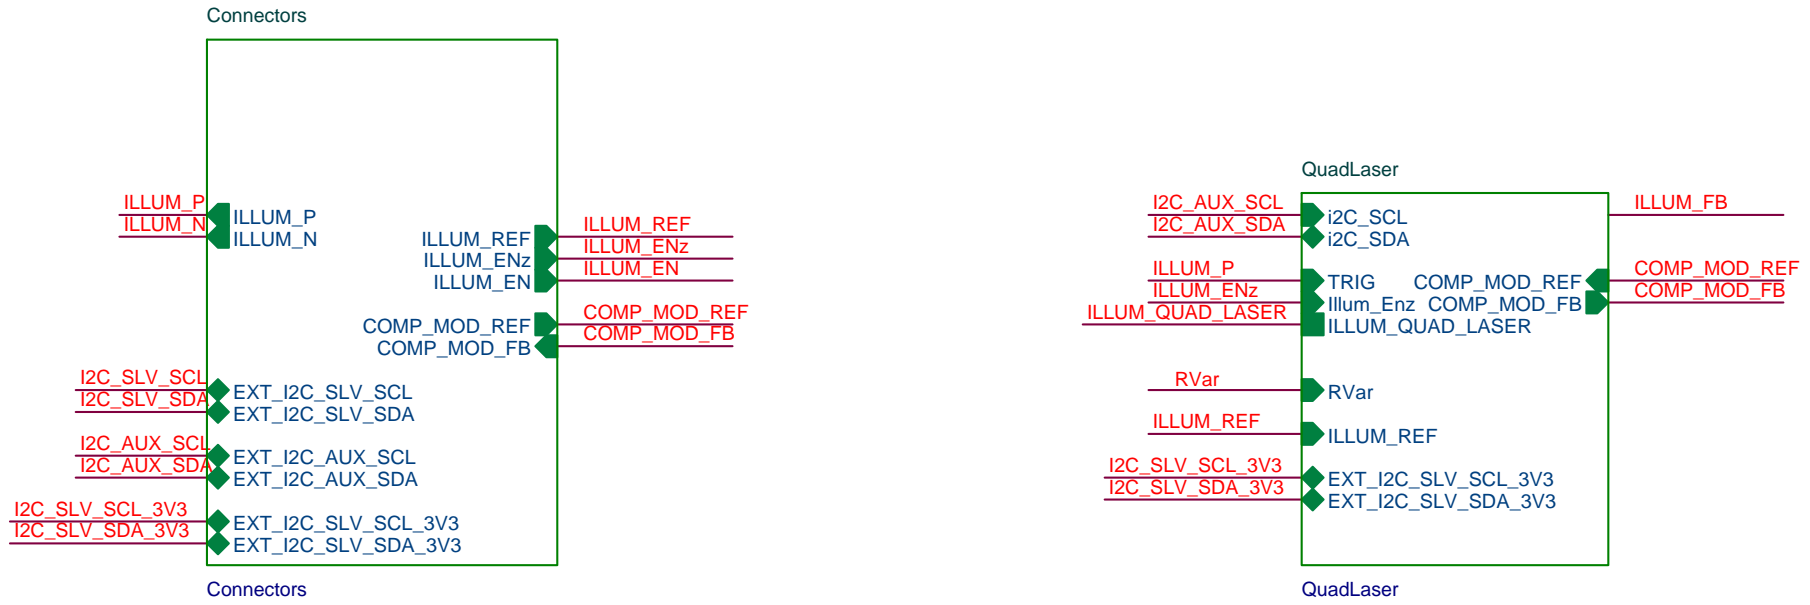 Connectors
ILLUM_P
ILLUM_N
ILLUM_P
ILLUM_N
ILLUM_REF
ILLUM_ENz
ILLUM_EN
ILLUM_REF
ILLUM_ENz
ILLUM_EN
COMP_MOD_REF
COMP_MOD_FB
COMP_MOD_REF
COMP_MOD_FB
I2C_SLV_SCL
I2C_SLV_SDA
EXT_I2C_SLV_SCL
EXT_I2C_SLV_SDA
I2C_AUX_SCL
I2C_AUX_SDA
EXT_I2C_AUX_SCL
EXT_I2C_AUX_SDA
I2C_SLV_SCL_3V3
I2C_SLV_SDA_3V3
EXT_I2C_SLV_SCL_3V3
EXT_I2C_SLV_SDA_3V3
Connectors
QuadLaser
I2C_AUX_SCL
I2C_AUX_SDA
i2C_SCL
i2C_SDA
ILLUM_FB
ILLUM_P
ILLUM_ENz
ILLUM_QUAD_LASER
TRIG
Illum_Enz
ILLUM_QUAD_LASER
COMP_MOD_REF
COMP_MOD_FB
COMP_MOD_REF
COMP_MOD_FB
RVar
RVar
ILLUM_REF
ILLUM_REF
I2C_SLV_SCL_3V3
I2C_SLV_SDA_3V3
EXT_I2C_SLV_SCL_3V3
EXT_I2C_SLV_SDA_3V3
QuadLaser